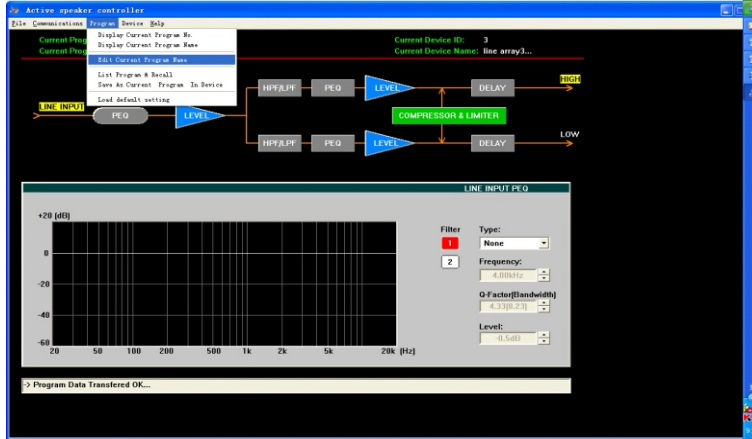 Active speaker controller
File Communications Program Device Help
Display Current Program No.
Display Current Program Name
Edit Current Program Name
List Program & Recall
Save As Current Program In Device
Load default setting
Current Prog
Current Prog
Current Device ID: 3
Current Device Name: line array3...
LINE INPUT
PEQ
LEVEL
HPF/LPF
PEQ
LEVEL
DELAY
HIGH
COMPRESSOR & LIMITER
HPF/LPF
PEQ
LEVEL
DELAY
LOW
LINE INPUT PEQ
+20 (dB)
0
-20
-40
-60
20 50 100 200 500 1k 2k 5k 20k (Hz)
Filter
1
2
Type:
None
Frequency:
4.00kHz
Q-Factor(Bandwidth)
4.33(0.23)
Level:
-0.5dB
-> Program Data Transfered OK...